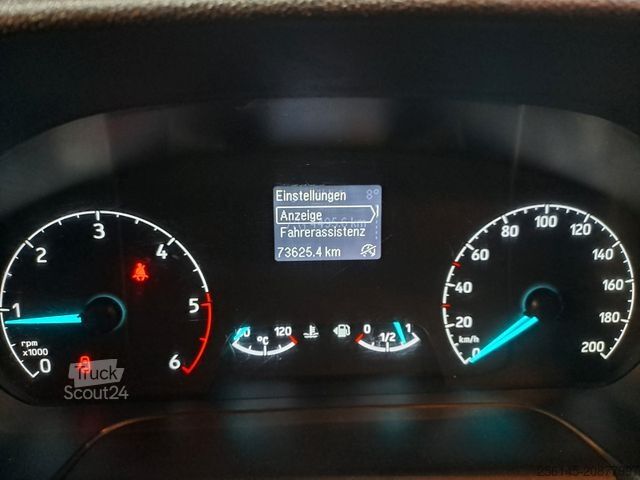 Einstellungen 8°
Anzeige
Fahrerassistenz
73625.4 km
0 1 2 3 4 5 6
rpm
x1000
60 120
°C
0 1/2 1
0 20 40 60 80 100 120 140 160 180 200
km/h
Truck
Scout24